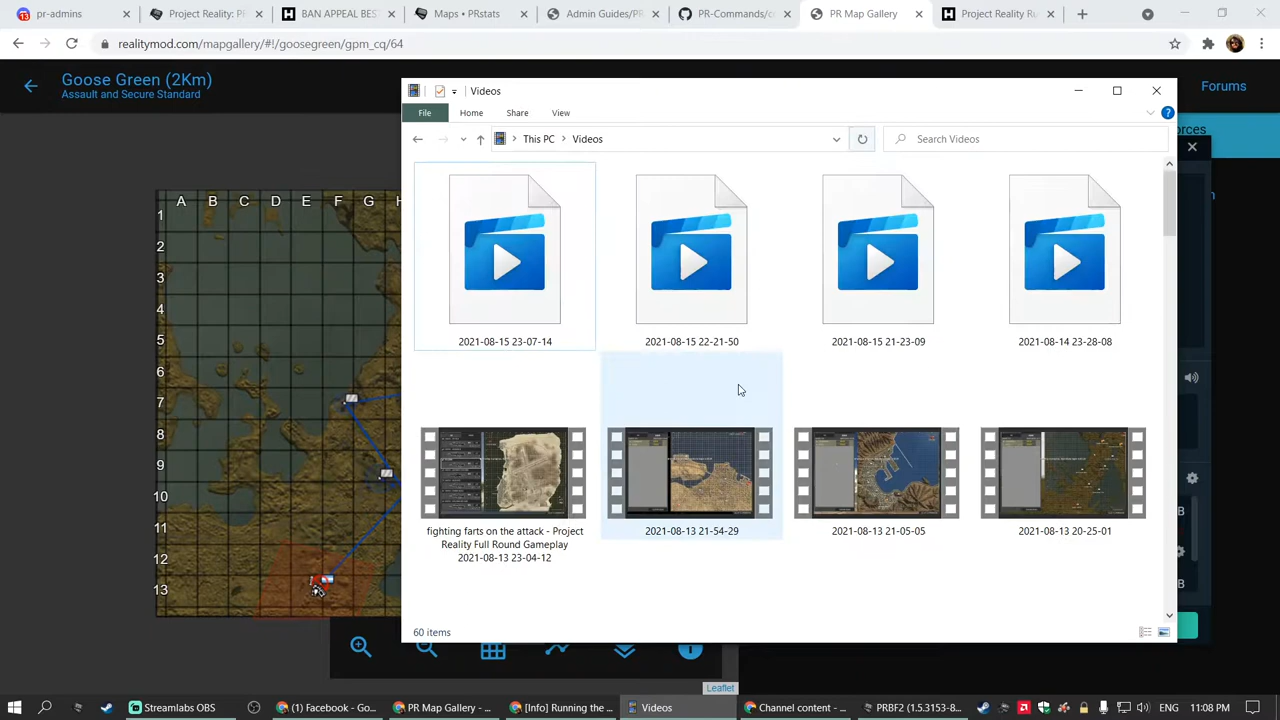 13
pr-admins
Project Reality: PR
BAN APPEAL BES
Maps • PRstats
Admin Guides/PR
PR-Commands/co
PR Map Gallery
Project Reality Ru
realitymod.com/mapgallery/#!/goosegreen/gpm_cq/64
Goose Green (2Km)
Assault and Secure Standard
Forums
Videos
File Home Share View
This PC Videos
Search Videos
A B C D E F G H
1
2
3
4
5
6
7
8
9
10
11
12
13
2021-08-15 23-07-14
2021-08-15 22-21-50
2021-08-15 21-23-09
2021-08-14 23-28-08
fighting farts on the attack - Project
Reality Full Round Gameplay
2021-08-13 23-04-12
2021-08-13 21-54-29
2021-08-13 21-05-05
2021-08-13 20-25-01
60 items
B
B
B
Leaflet
Streamlabs OBS
(1) Facebook - Go...
PR Map Gallery - ...
[Info] Running the ...
Videos
Channel content - ...
PRBF2 (1.5.3153-8...
11:08 PM